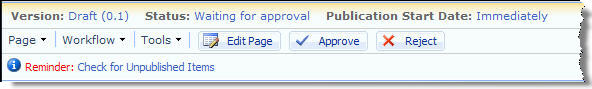 Version: Draft (0.1) Status: Waiting for approval Publication Start Date: Immediately
Page Workflow Tools Edit Page Approve Reject
Reminder: Check for Unpublished Items